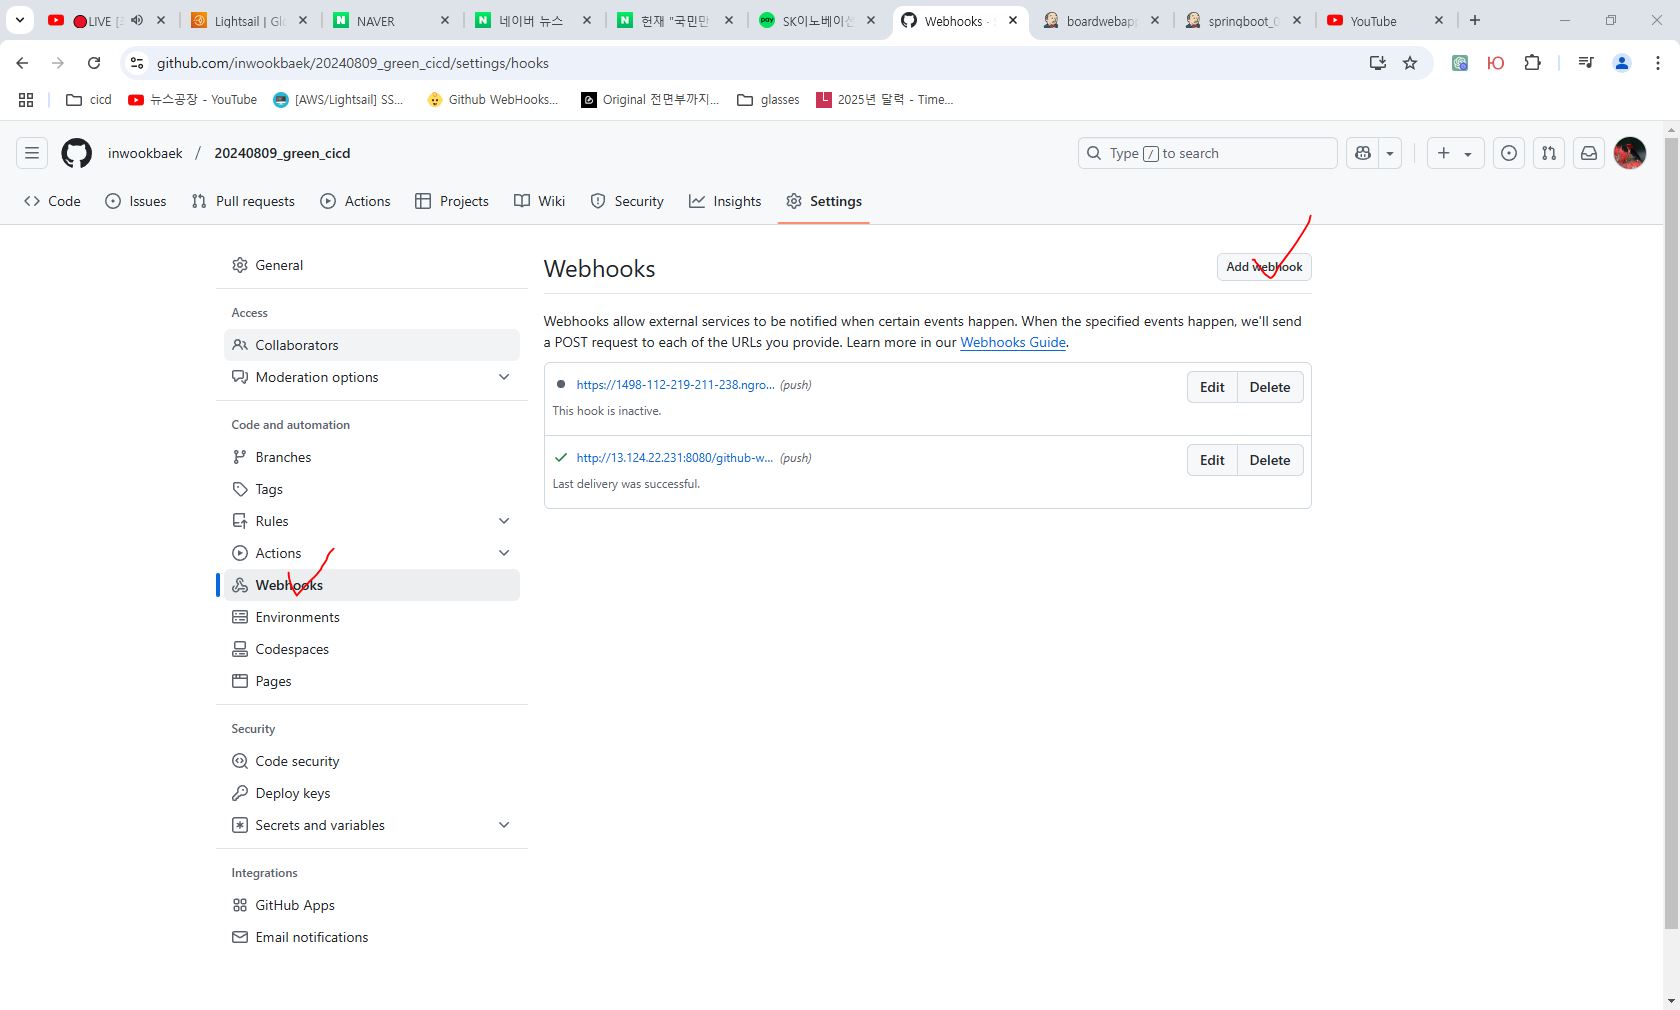 LIVE
Lightsail | Glo
NAVER
네이버 뉴스
헌재 "국민만
SK이노베이션
Webhooks · S
boardwebapp
springboot_0
YouTube
github.com/inwookbaek/20240809_green_cicd/settings/hooks
cicd
뉴스공장 - YouTube
[AWS/Lightsail] SS...
Github WebHooks...
Original 전면부까지...
glasses
2025년 달력 - Time...
inwookbaek / 20240809_green_cicd
Type / to search
Code
Issues
Pull requests
Actions
Projects
Wiki
Security
Insights
Settings
General
Access
Collaborators
Moderation options
Code and automation
Branches
Tags
Rules
Actions
Webhooks
Environments
Codespaces
Pages
Security
Code security
Deploy keys
Secrets and variables
Integrations
GitHub Apps
Email notifications
Webhooks
Add webhook
Webhooks allow external services to be notified when certain events happen. When the specified events happen, we'll send
a POST request to each of the URLs you provide. Learn more in our Webhooks Guide.
https://1498-112-219-211-238.ngro... (push)
Edit
Delete
This hook is inactive.
http://13.124.22.231:8080/github-w... (push)
Edit
Delete
Last delivery was successful.